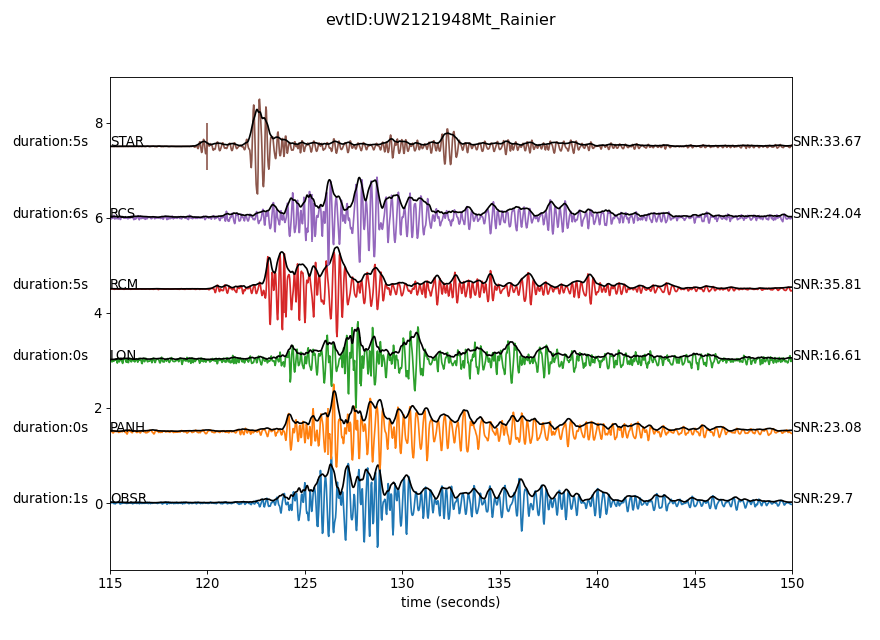 evtID:UW2121948Mt_Rainier
8
duration:5s STAR SNR:33.67
duration:6s RCS SNR:24.04
6
duration:5s RCM SNR:35.81
4
duration:0s LON SNR:16.61
2
duration:0s PANH SNR:23.08
duration:1s OBSR SNR:29.7
0
115 120 125 130 135 140 145 150
time (seconds)